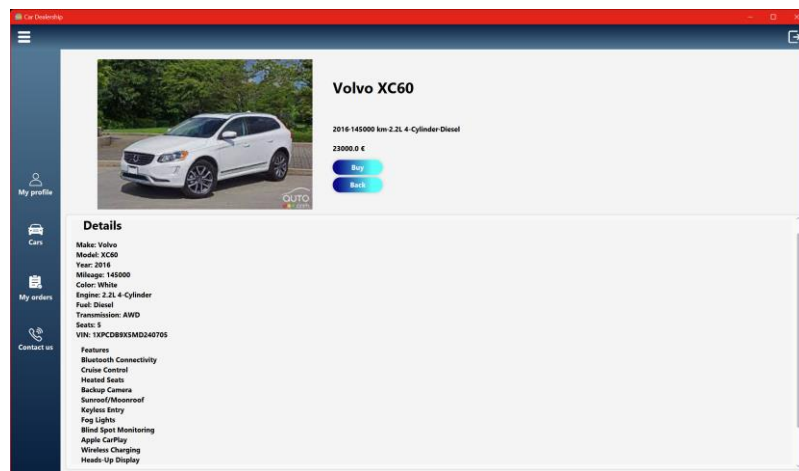 Car Dealership
Volvo XC60
2016-145000 km-2.2L 4-Cylinder-Diesel
23000.0 €
Buy
Back
My profile
Cars
My orders
Contact us
Details
Make: Volvo
Model: XC60
Year: 2016
Mileage: 145000
Color: White
Engine: 2.2L 4-Cylinder
Fuel: Diesel
Transmission: AWD
Seats: 5
VIN: 1XPCDB9X5MD240705
Features
Bluetooth Connectivity
Cruise Control
Heated Seats
Backup Camera
Sunroof/Moonroof
Keyless Entry
Fog Lights
Blind Spot Monitoring
Apple CarPlay
Wireless Charging
Heads-Up Display